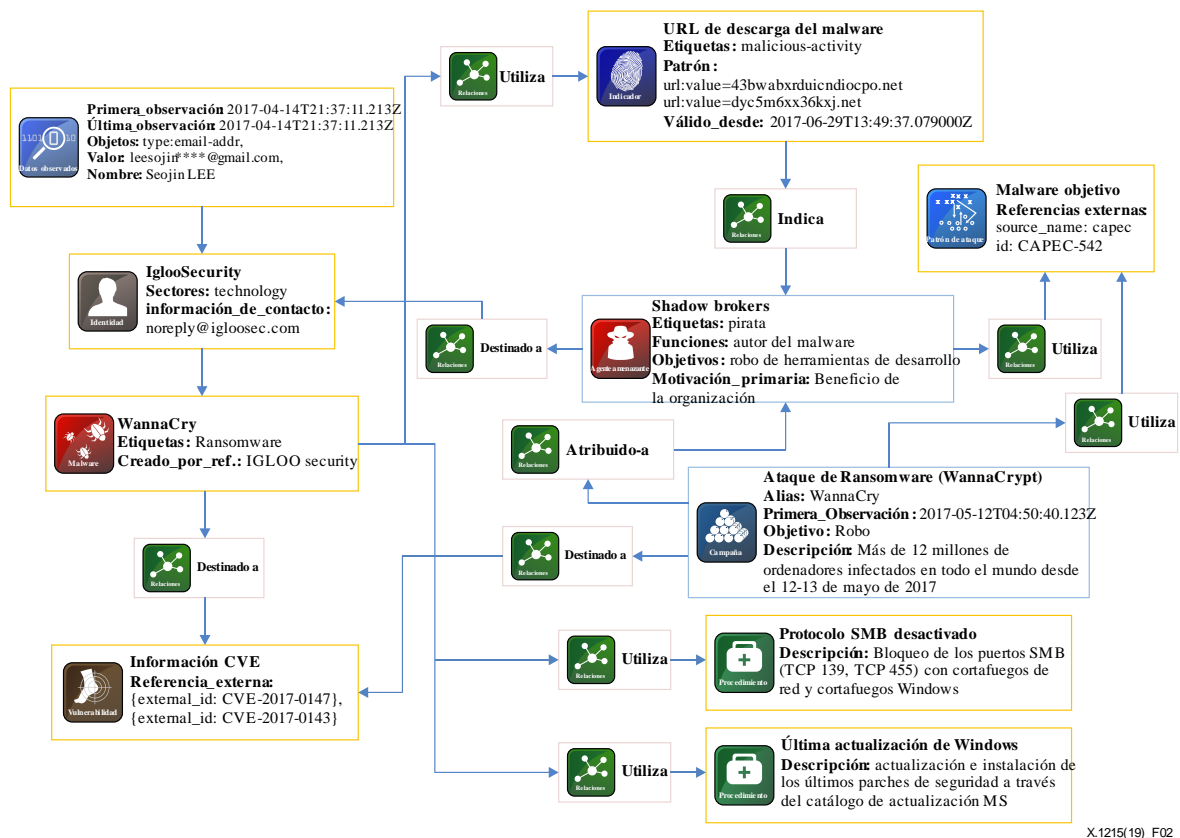 URL de descarga del malware
Etiquetas: malicious-activity
Patrón:
url:value=43bwabxrduicndiocpo.net
url:value=dyc5m6xx36kxj.net
Válido_desde: 2017-06-29T13:49:37.079000Z
Indicador
Relaciones
Utiliza
Primera_observación: 2017-04-14T21:37:11.213Z
Última_observación: 2017-04-14T21:37:11.213Z
Objetos: type:email-addr,
Valor: leesojin****@gmail.com,
Nombre: Seojin LEE
Datos observados
Relaciones
Indica
Malware objetivo
Referencias externas:
source_name: capec
id: CAPEC-542
Patrón de ataque
IglooSecurity
Sectores: technology
información_de_contacto:
noreply@igloosec.com
Identidad
Relaciones
Destinado a
Shadow brokers
Etiquetas: pirata
Funciones: autor del malware
Objetivos: robo de herramientas de desarrollo
Motivación_primaria: Beneficio de
la organización
Agente amenazante
Relaciones
Utiliza
Relaciones
Utiliza
WannaCry
Etiquetas: Ransomware
Creado_por_ref.: IGLOO security
Malware
Relaciones
Atribuido-a
Ataque de Ransomware (WannaCrypt)
Alias: WannaCry
Primera_Observación: 2017-05-12T04:50:40.123Z
Objetivo: Robo
Descripción: Más de 12 millones de
ordenadores infectados en todo el mundo desde
el 12-13 de mayo de 2017
Campaña
Relaciones
Destinado a
Relaciones
Destinado a
Información CVE
Referencia_externa:
{external_id: CVE-2017-0147},
{external_id: CVE-2017-0143}
Vulnerabilidad
Relaciones
Utiliza
Protocolo SMB desactivado
Descripción: Bloqueo de los puertos SMB
(TCP 139, TCP 455) con cortafuegos de
red y cortafuegos Windows
Procedimiento
Relaciones
Utiliza
Última actualización de Windows
Descripción: actualización e instalación de
los últimos parches de seguridad a través
del catálogo de actualización MS
Procedimiento
X.1215(19)_F02